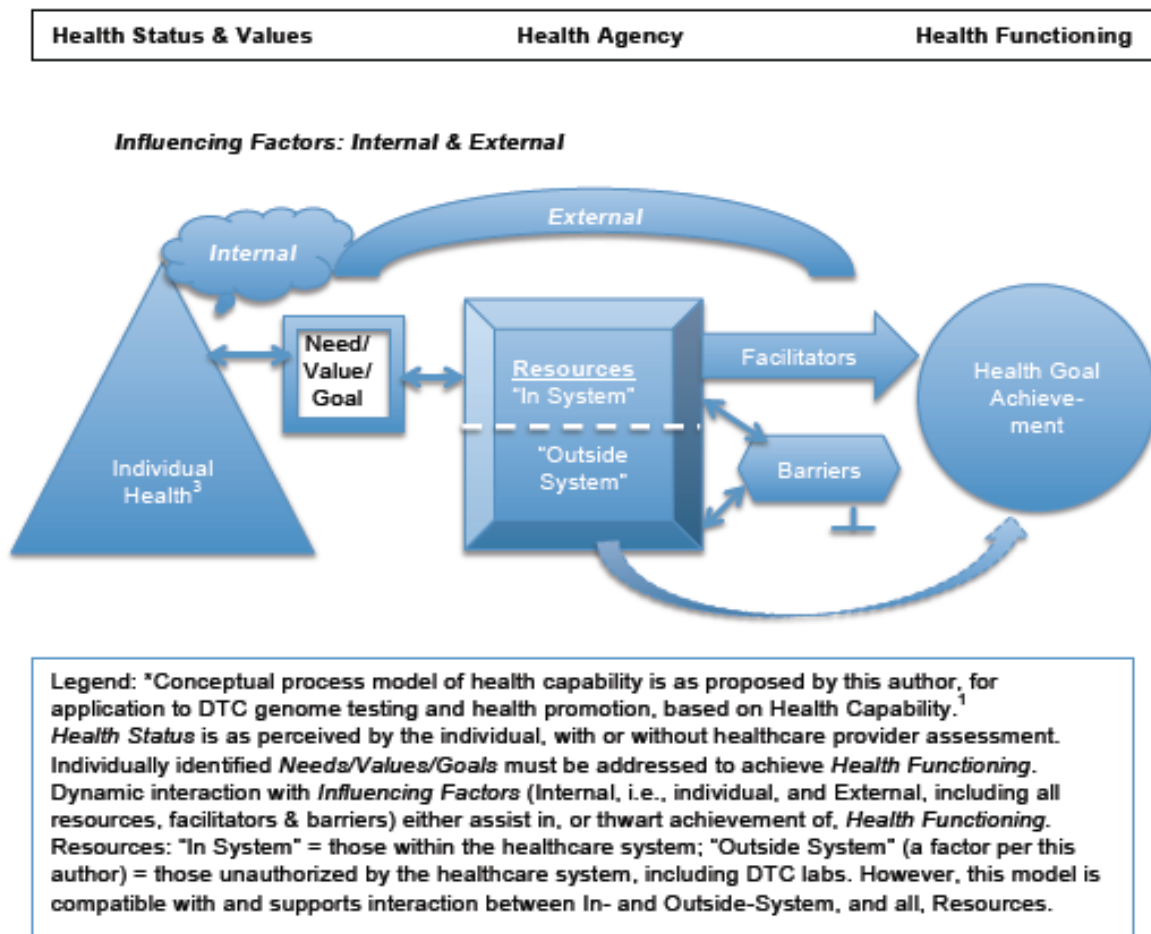 Health Status & Values Health Agency Health Functioning
Influencing Factors: Internal & External
Internal
External
Need/
Value/
Goal
Resources
"In System"
"Outside
System"
Facilitators
Barriers
Health Goal
Achieve-
ment
Individual
Health³
Legend: *Conceptual process model of health capability is as proposed by this author, for
application to DTC genome testing and health promotion, based on Health Capability.¹
Health Status is as perceived by the individual, with or without healthcare provider assessment.
Individually identified Needs/Values/Goals must be addressed to achieve Health Functioning.
Dynamic interaction with Influencing Factors (Internal, i.e., individual, and External, including all
resources, facilitators & barriers) either assist in, or thwart achievement of, Health Functioning.
Resources: "In System" = those within the healthcare system; "Outside System" (a factor per this
author) = those unauthorized by the healthcare system, including DTC labs. However, this model is
compatible with and supports interaction between In- and Outside-System, and all, Resources.